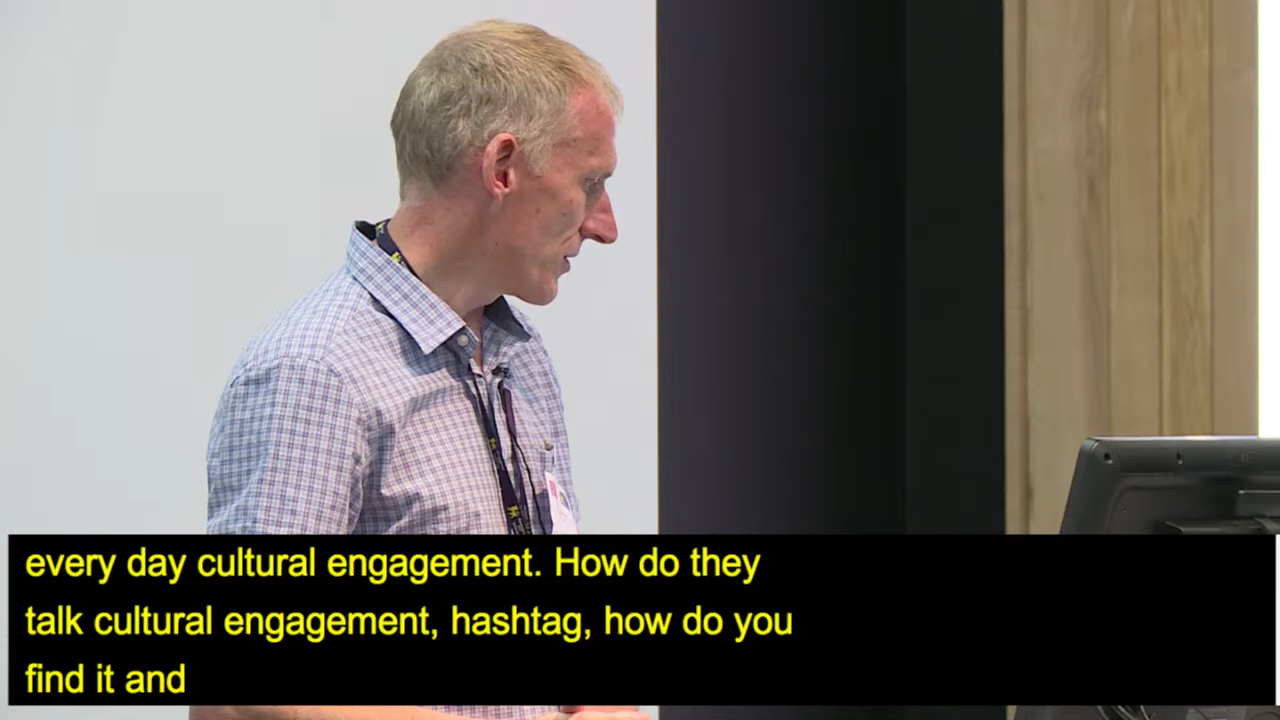 every day cultural engagement. How do they
talk cultural engagement, hashtag, how do you
find it and